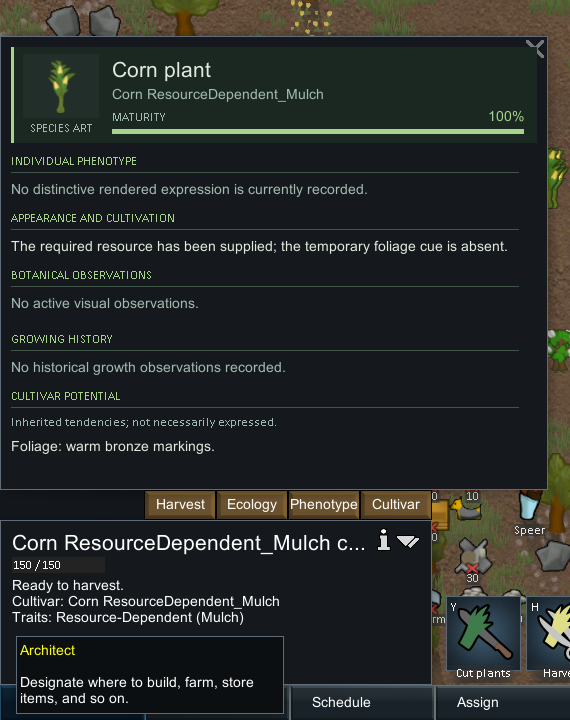 Corn plant
Corn ResourceDependent_Mulch
MATURITY 100%
SPECIES ART
INDIVIDUAL PHENOTYPE
No distinctive rendered expression is currently recorded.
APPEARANCE AND CULTIVATION
The required resource has been supplied; the temporary foliage cue is absent.
BOTANICAL OBSERVATIONS
No active visual observations.
GROWING HISTORY
No historical growth observations recorded.
CULTIVAR POTENTIAL
Inherited tendencies; not necessarily expressed.
Foliage: warm bronze markings.
Harvest Ecology Phenotype Cultivar
0 10
Speer
0
30
Corn ResourceDependent_Mulch c...
150 / 150
Ready to harvest.
Cultivar: Corn ResourceDependent_Mulch
Traits: Resource-Dependent (Mulch)
Y H
rm
Cut plants Harve
Architect
Designate where to build, farm, store
items, and so on.
Schedule Assign